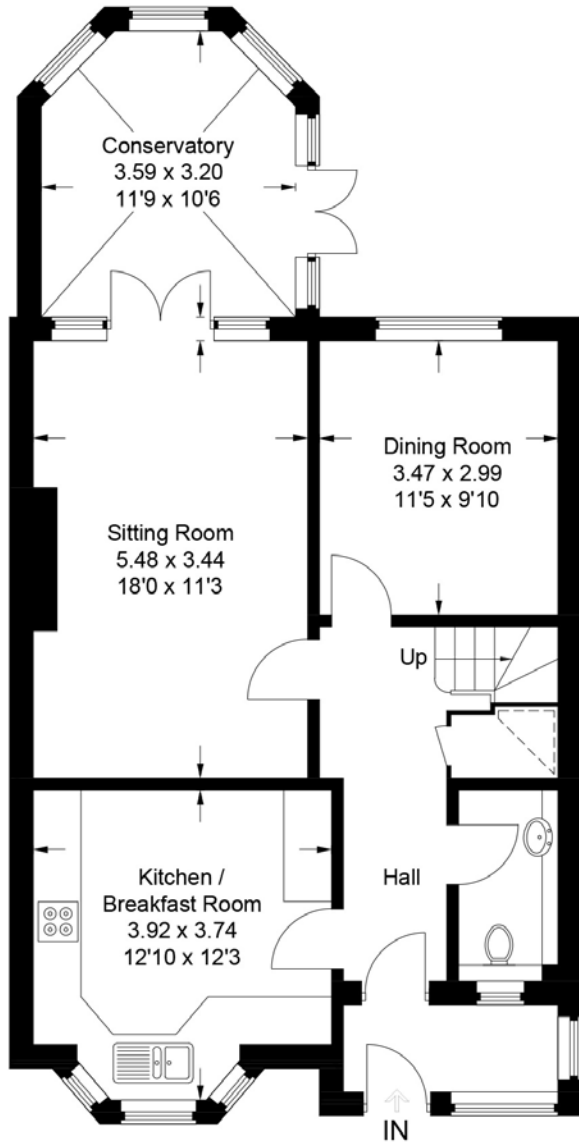 Conservatory
3.59 x 3.20
11'9 x 10'6
Dining Room
3.47 x 2.99
11'5 x 9'10
Sitting Room
5.48 x 3.44
18'0 x 11'3
Up
Kitchen /
Breakfast Room
3.92 x 3.74
12'10 x 12'3
Hall
IN